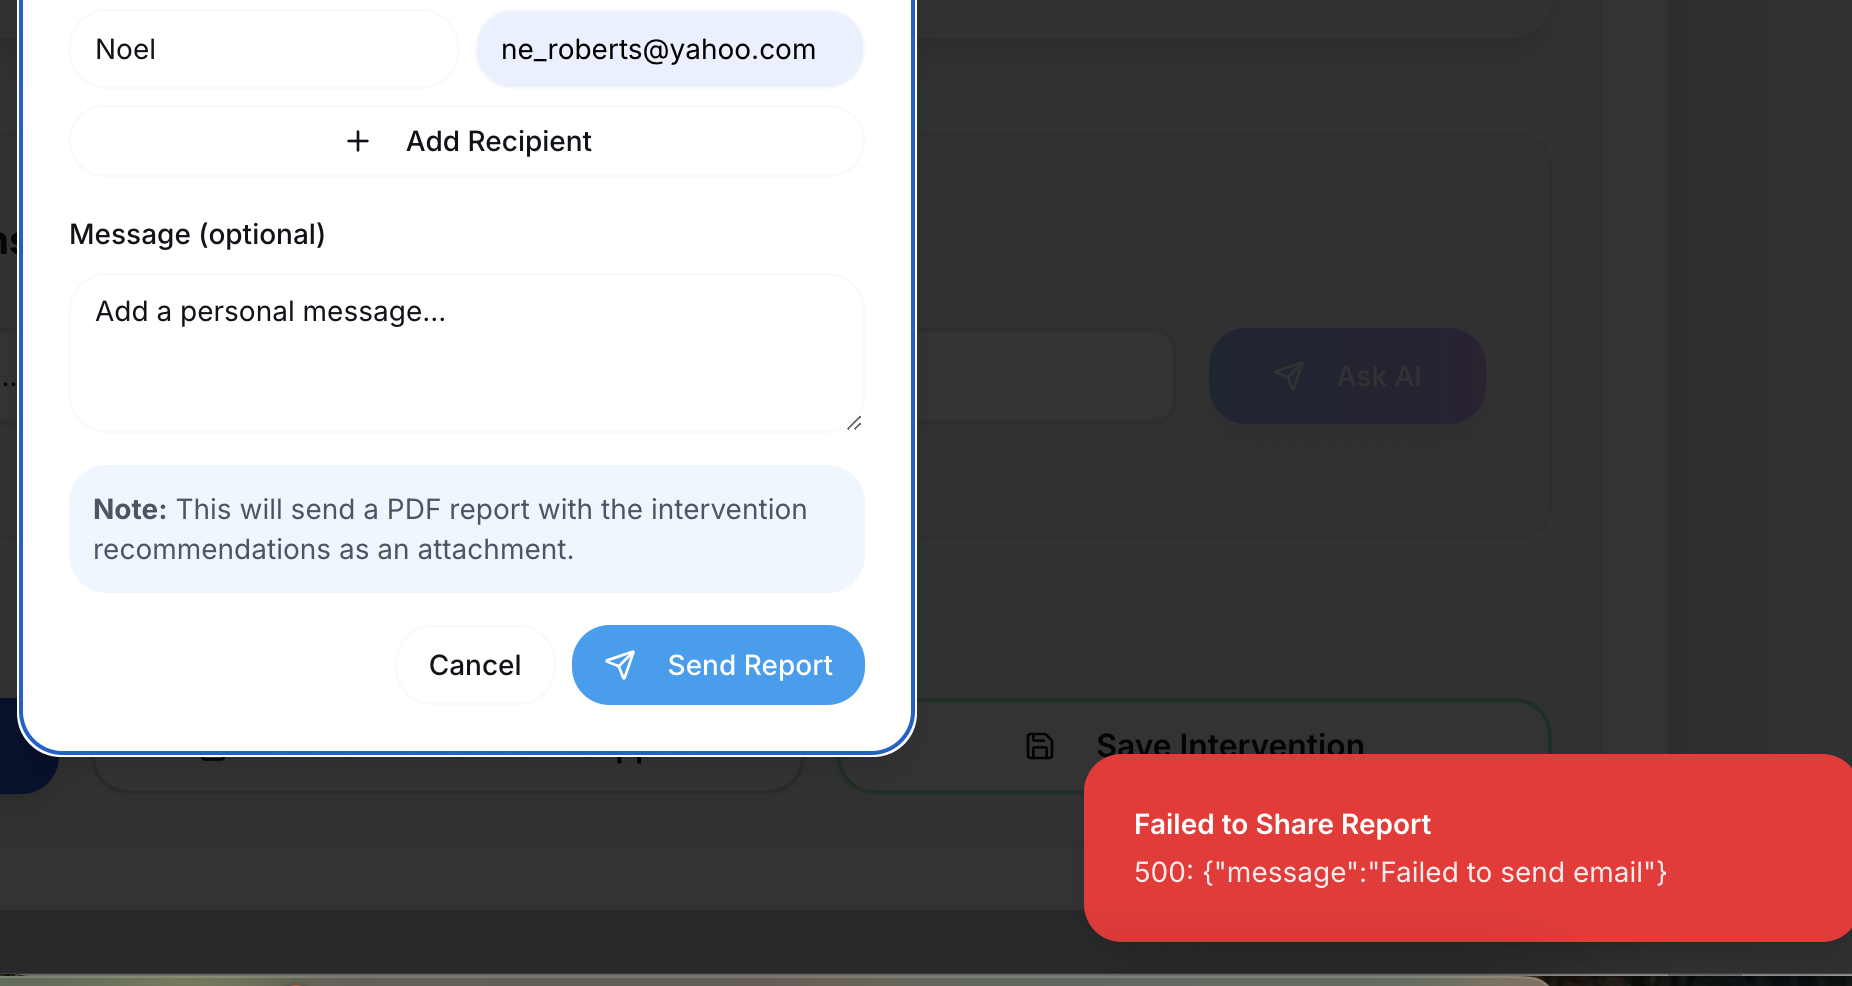 Noel
ne_roberts@yahoo.com
+ Add Recipient
Message (optional)
Add a personal message...
Ask AI
Note: This will send a PDF report with the intervention
recommendations as an attachment.
Cancel
Send Report
Save Intervention
Failed to Share Report
500: {"message":"Failed to send email"}